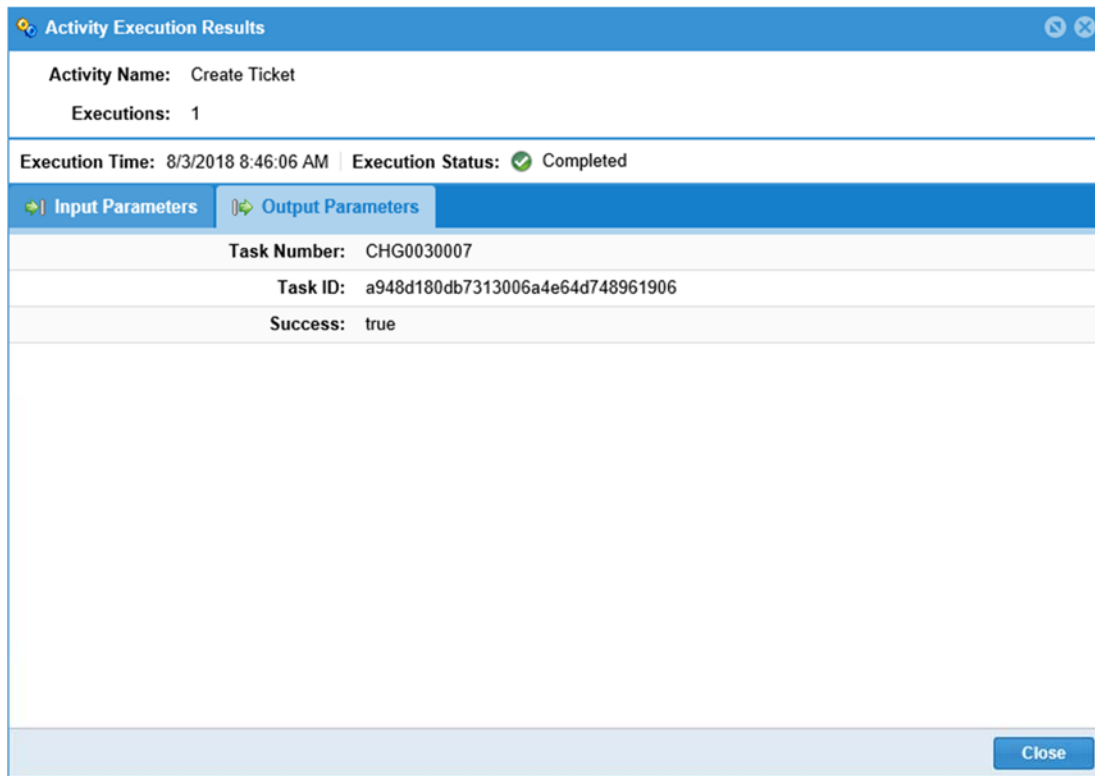 Activity Execution Results
Activity Name: Create Ticket
Executions: 1
Execution Time: 8/3/2018 8:46:06 AM Execution Status: Completed
Input Parameters Output Parameters
Task Number: CHG0030007
Task ID: a948d180db7313006a4e64d748961906
Success: true
Close